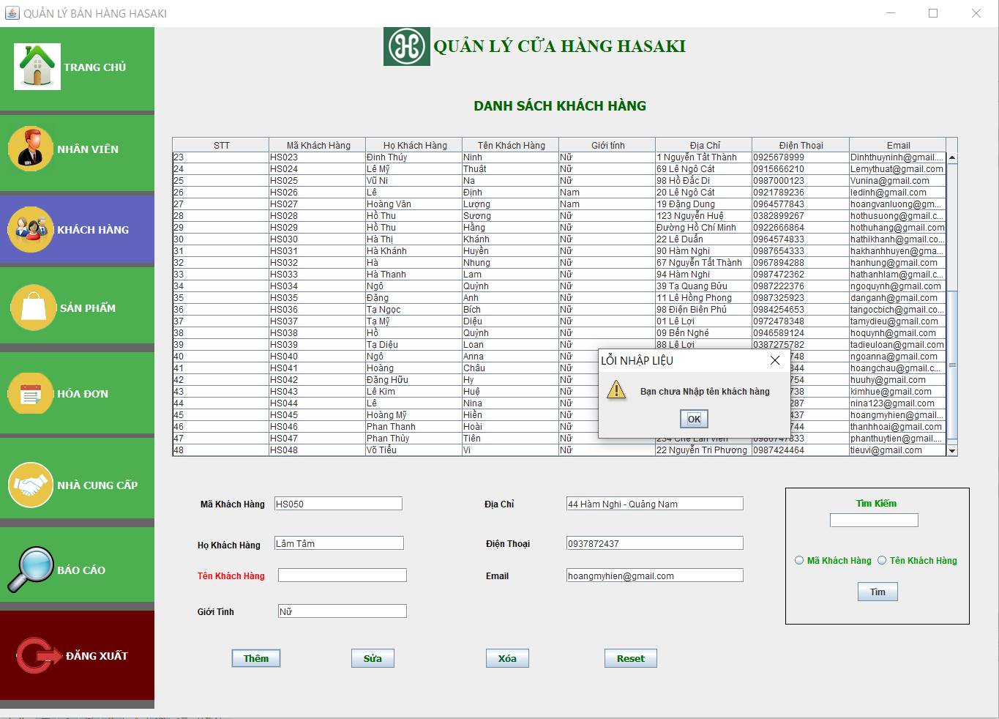 QUẢN LÝ BÁN HÀNG HASAKI
TRANG CHỦ
NHÂN VIÊN
KHÁCH HÀNG
SẢN PHẨM
HÓA ĐƠN
NHÀ CUNG CẤP
BÁO CÁO
ĐĂNG XUẤT
QUẢN LÝ CỬA HÀNG HASAKI
DANH SÁCH KHÁCH HÀNG
STT Mã Khách Hàng Họ Khách Hàng Tên Khách Hàng Giới tính Địa Chỉ Điện Thoại Email
23 HS023 Đinh Thúy Ninh Nữ 1 Nguyễn Tất Thành 0925678999 Dinhthuyninh@gmail....
24 HS024 Lê Mỹ Thuật Nữ 69 Lê Ngô Cát 0915666210 Lemythuat@gmail.com
25 HS025 Vũ Ni Na Nữ 98 Hồ Đắc Di 0987000123 Vunina@gmail.com
26 HS026 Lê Định Nam 20 Lê Ngô Cát 0921789236 ledinh@gmail.com
27 HS027 Hoàng Văn Lượng Nam 19 Đặng Dung 0964577843 hoangvanluong@gm...
28 HS028 Hồ Thu Sương Nữ 123 Nguyễn Huệ 0382899267 hothusuong@gmail.c...
29 HS029 Hồ Thu Hằng Nữ Đường Hồ Chí Minh 0922666864 hothuhang@gmail.com
30 HS030 Hà Thị Khánh Nữ 22 Lê Duẩn 0964574833 hathikhanh@gmail.co...
31 HS031 Hà Khánh Huyền Nữ 90 Hàm Nghi 0987654333 hakhanhhuyen@gma...
32 HS032 Hà Nhung Nữ 67 Nguyễn Tất Thành 0967894288 hanhung@gmail.com
33 HS033 Hà Thanh Lam Nữ 94 Hàm Nghi 0987472362 hathanhlam@gmail.com
34 HS034 Ngô Quỳnh Nữ 39 Tạ Quang Bửu 0987222376 ngoquynh@gmail.com
35 HS035 Đặng Anh Nữ 11 Lê Hồng Phong 0987325923 danganh@gmail.com
36 HS036 Tạ Ngọc Bích Nữ 98 Điện Biên Phủ 0984254653 tangocbich@gmail.co...
37 HS037 Tạ Mỹ Diệu Nữ 01 Lê Lợi 0972478348 tamydieu@gmail.com
38 HS038 Hồ Quỳnh Nữ 09 Bến Nghé 0946589124 hoquynh@gmail.com
39 HS039 Tạ Diệu Loan Nữ 88 Lê Lợi 0387275782 tadieuloan@gmail.com
40 HS040 Ngô Anna Nữ 748 ngoanna@gmail.com
41 HS041 Hoàng Châu Nữ 344 hoangchau@gmail.c...
42 HS042 Đặng Hữu Hy Nữ 754 huuhy@gmail.com
43 HS043 Lê Kim Huệ Nữ 738 kimhue@gmail.com
44 HS044 Lê Nina Nữ 287 nina123@gmail.com
45 HS045 Hoàng Mỹ Hiền Nữ 437 hoangmyhien@gmail...
46 HS046 Phan Thanh Hoài Nữ 744 thanhhoai@gmail.com
47 HS047 Phan Thủy Tiên Nữ 234 Chế Lan Viên 0986747833 phanthuytien@gmail....
48 HS048 Võ Tiểu Vi Nữ 22 Nguyễn Tri Phương 0987424464 tieuvi@gmail.com
LỖI NHẬP LIỆU
Bạn chưa Nhập tên khách hàng
OK
Mã Khách Hàng HS050
Địa Chỉ 44 Hàm Nghi - Quảng Nam
Họ Khách Hàng Lâm Tâm
Điện Thoại 0937872437
Tên Khách Hàng
Email hoangmyhien@gmail.com
Giới Tính Nữ
Tìm Kiếm
Mã Khách Hàng Tên Khách Hàng
Tìm
Thêm Sửa Xóa Reset